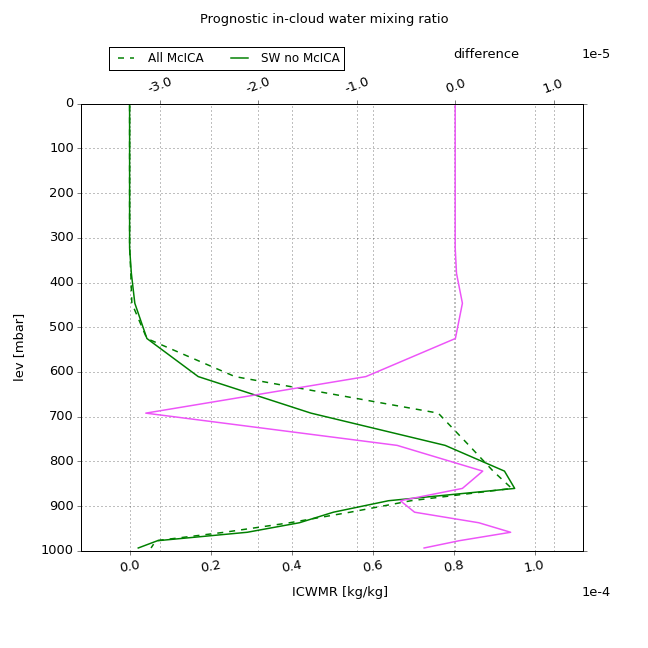 Prognostic in-cloud water mixing ratio
All McICA SW no McICA difference 1e-5
-3.0 -2.0 -1.0 0.0 1.0
0
100
200
300
400
500
600
700
800
900
1000
lev [mbar]
0.0 0.2 0.4 0.6 0.8 1.0
ICWMR [kg/kg] 1e-4